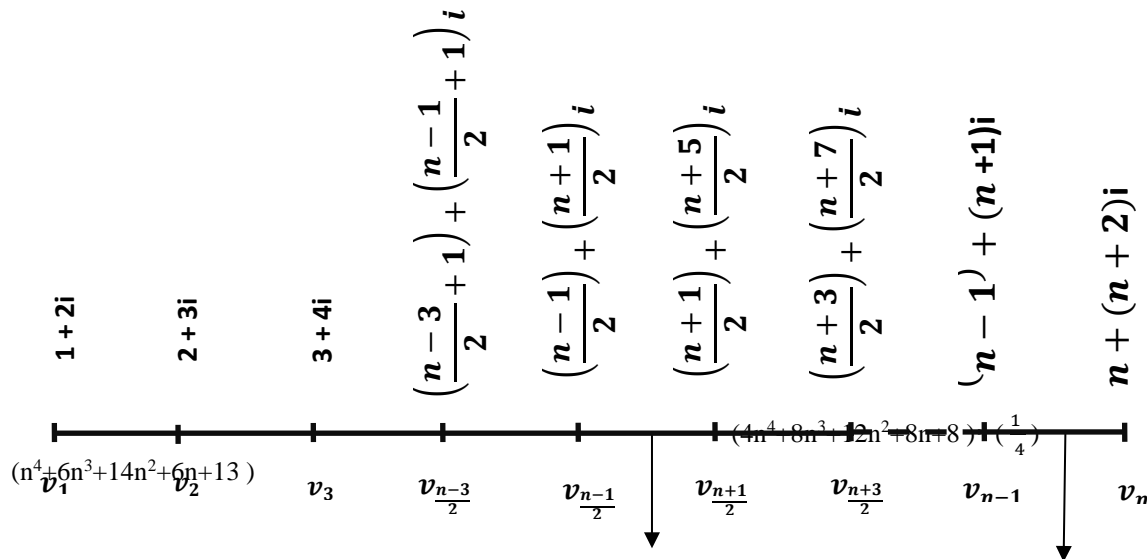 1 + 2i
2 + 3i
3 + 4i
((n − 3)/2 + 1) + ((n − 1)/2 + 1)i
((n − 1)/2) + ((n + 1)/2)i
((n + 1)/2) + ((n + 5)/2)i
((n + 3)/2) + ((n + 7)/2)i
(n − 1) + (n +1)i
n + (n + 2)i
(4n⁴+8n³+12n²+8n+8 ) (1/4)
(n⁴+6n³+14n²+6n+13 )
v₁ v₂ v₃ v_{(n−3)/2} v_{(n−1)/2} v_{(n+1)/2} v_{(n+3)/2} v_{n−1} v_n